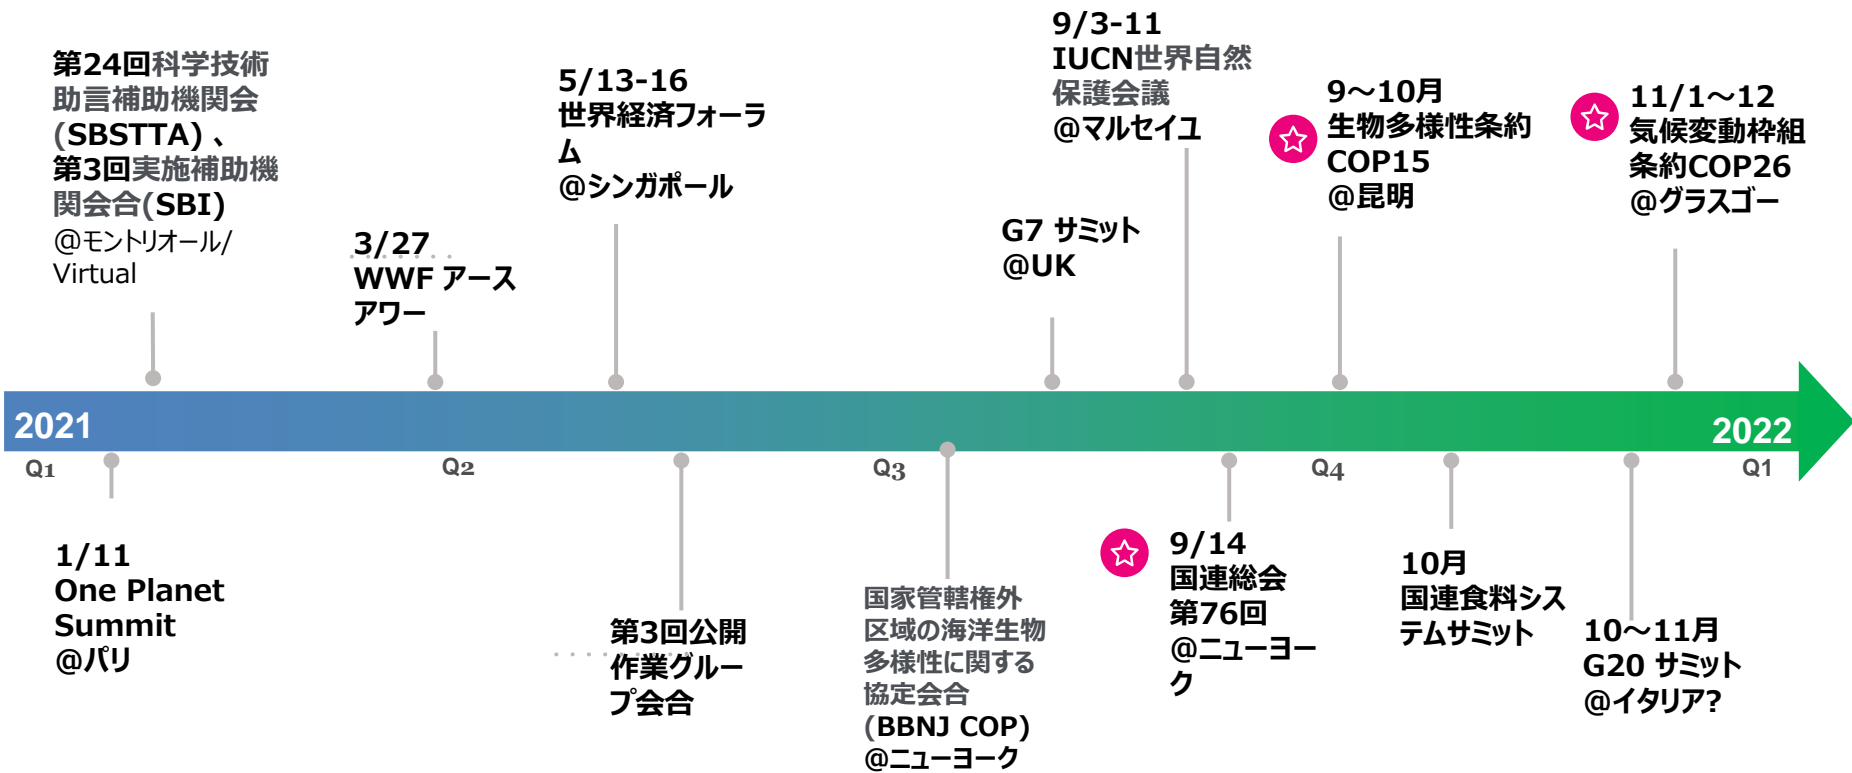 第24回科学技術
助言補助機関会
(SBSTTA) 、
第3回実施補助機
関会合(SBI)
@モントリオール/
Virtual
3/27
WWF アース
アワー
5/13-16
世界経済フォーラ
ム
@シンガポール
G7 サミット
@UK
9/3-11
IUCN世界自然
保護会議
@マルセイユ
9～10月
生物多様性条約
COP15
@昆明
11/1～12
気候変動枠組
条約COP26
@グラスゴー
2021
2022
Q1
Q2
Q3
Q4
Q1
1/11
One Planet
Summit
@パリ
第3回公開
作業グルー
プ会合
国家管轄権外
区域の海洋生物
多様性に関する
協定会合
(BBNJ COP)
@ニューヨーク
9/14
国連総会
第76回
@ニューヨー
ク
10月
国連食料シス
テムサミット
10～11月
G20 サミット
@イタリア?